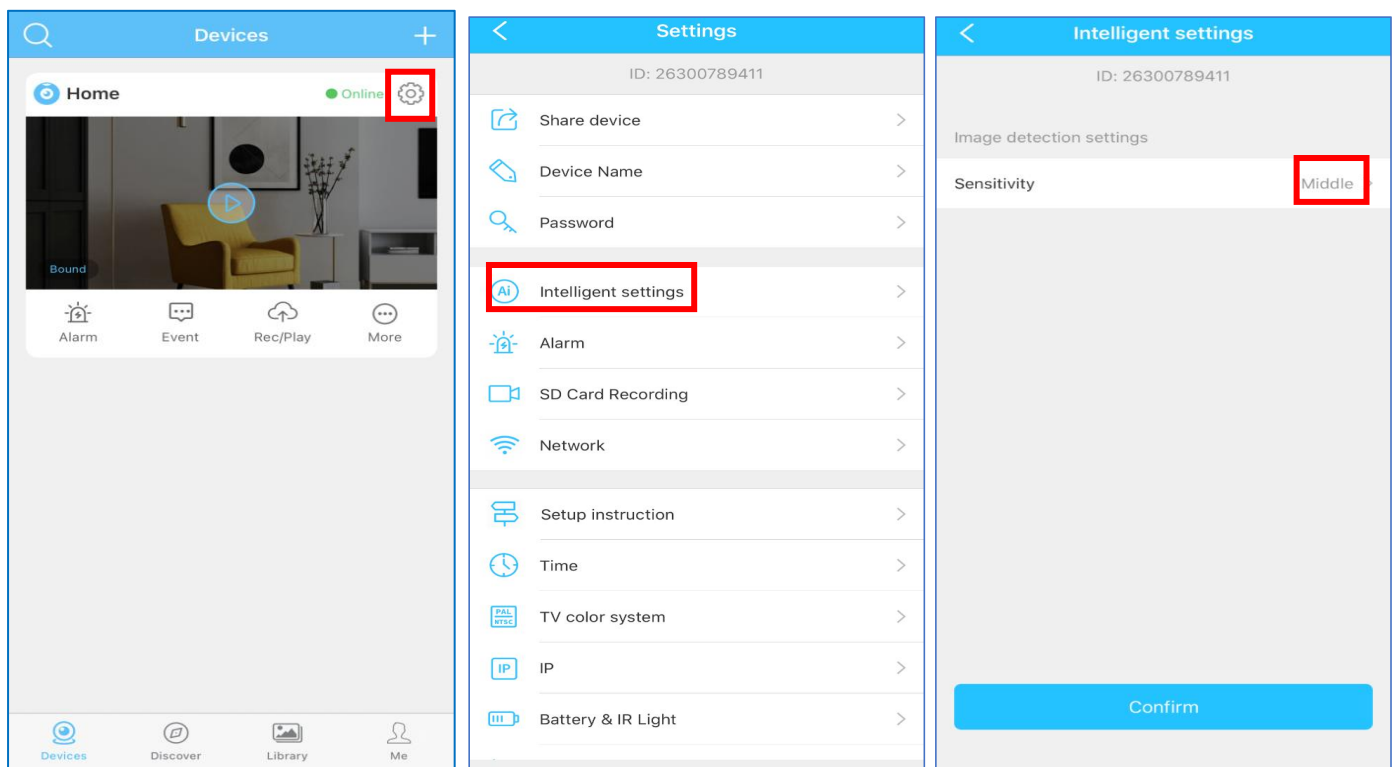 Devices
Home
Online
Bound
Alarm
Event
Rec/Play
More
Devices
Discover
Library
Me
Settings
ID: 26300789411
Share device
Device Name
Password
Ai
Intelligent settings
Alarm
SD Card Recording
Network
Setup instruction
Time
PAL
NTSC
TV color system
IP
IP
Battery & IR Light
Intelligent settings
ID: 26300789411
Image detection settings
Sensitivity
Middle
Confirm